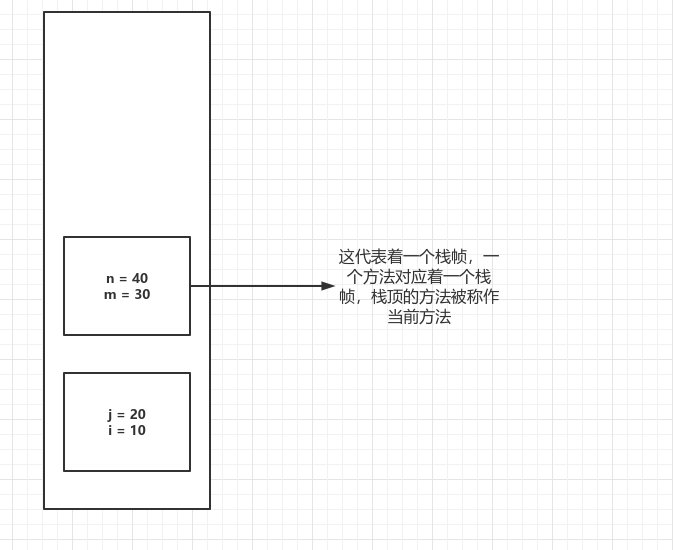 n = 40
m = 30
这代表着一个栈帧，一
个方法对应着一个栈
帧，栈顶的方法被称作
当前方法
j = 20
i = 10